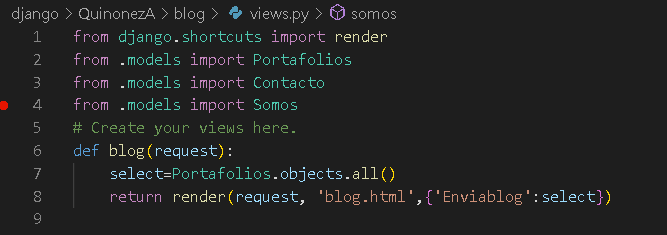 django > QuinonezA > blog > views.py > somos
1 from django.shortcuts import render
2 from .models import Portafolios
3 from .models import Contacto
4 from .models import Somos
5 # Create your views here.
6 def blog(request):
7 select=Portafolios.objects.all()
8 return render(request, 'blog.html',{'Enviablog':select})
9